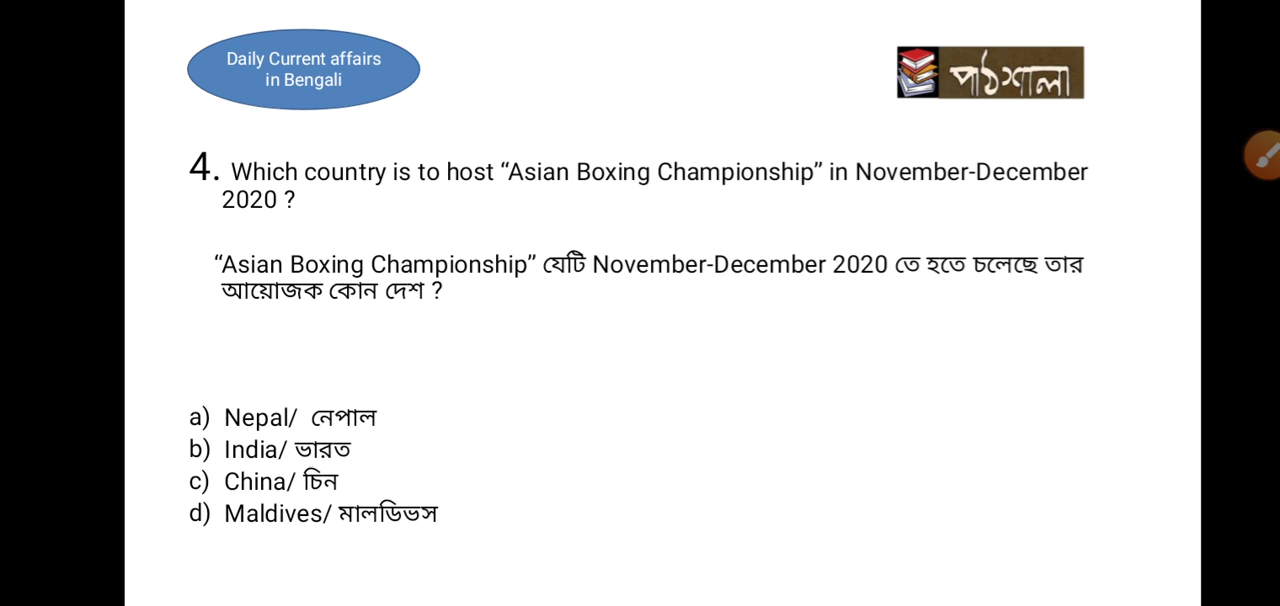 Daily Current affairs
in Bengali
পাঠশালা
4. Which country is to host “Asian Boxing Championship” in November-December
2020 ?
“Asian Boxing Championship” যেটি November-December 2020 তে হতে চলেছে তার
আয়োজক কোন দেশ ?
a) Nepal/ নেপাল
b) India/ ভারত
c) China/ চিন
d) Maldives/ মালডিভস